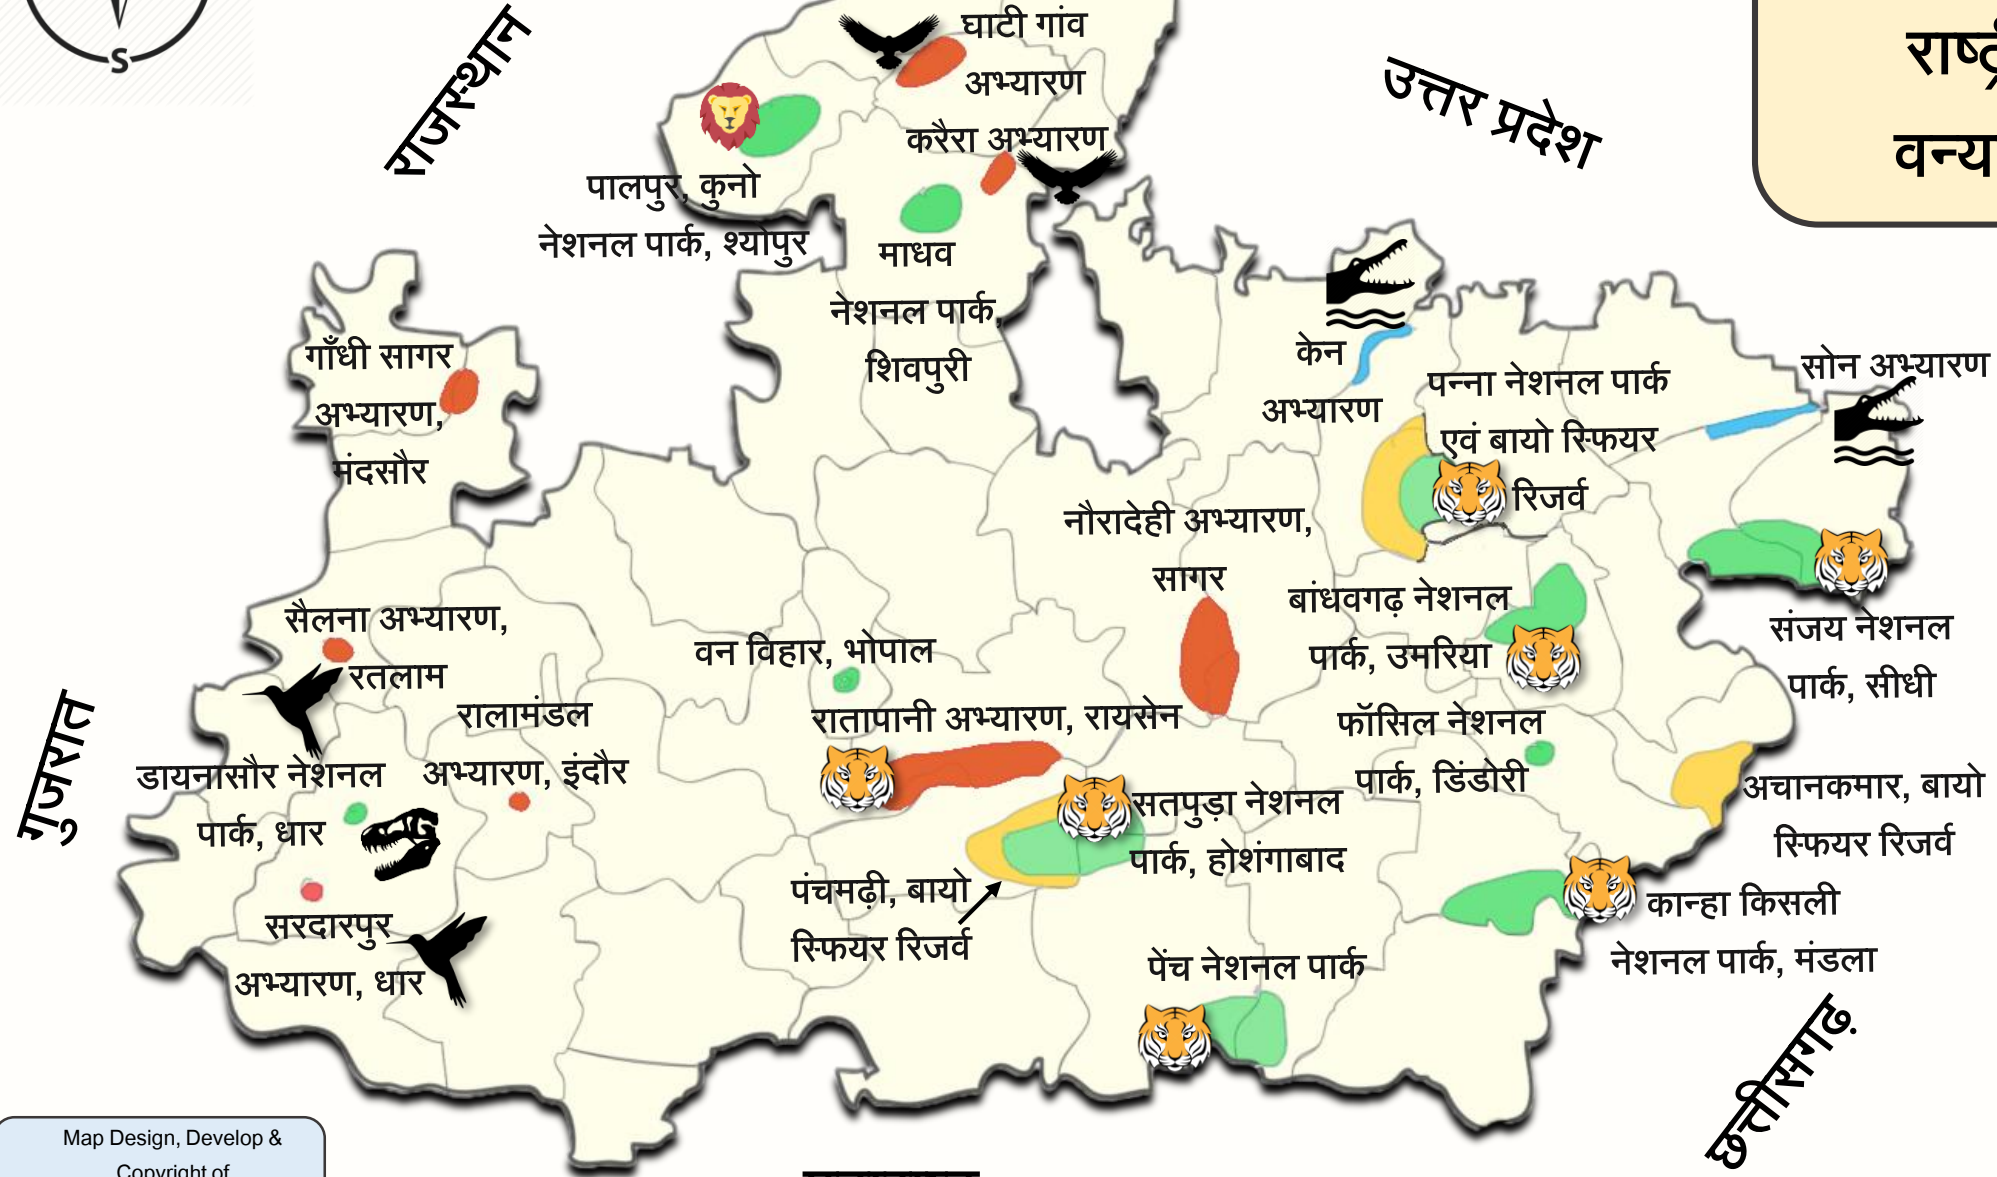 S
राजस्थान
घाटी गांव
अभ्यारण
करैरा अभ्यारण
उत्तर प्रदेश
पालपुर, कुनो
नेशनल पार्क, श्योपुर
माधव
नेशनल पार्क,
शिवपुरी
गाँधी सागर
अभ्यारण,
मंदसौर
केन
अभ्यारण
पन्ना नेशनल पार्क
एवं बायो स्फियर
रिजर्व
सोन अभ्यारण
नौरादेही अभ्यारण,
सागर
बांधवगढ़ नेशनल
पार्क, उमरिया
संजय नेशनल
पार्क, सीधी
सैलना अभ्यारण,
रतलाम
वन विहार, भोपाल
रालामंडल
अभ्यारण, इंदौर
रातापानी अभ्यारण, रायसेन
फॉसिल नेशनल
पार्क, डिंडोरी
गुजरात
डायनासौर नेशनल
पार्क, धार
सतपुड़ा नेशनल
पार्क, होशंगाबाद
अचानकमार, बायो
स्फियर रिजर्व
पंचमढ़ी, बायो
स्फियर रिजर्व
कान्हा किसली
नेशनल पार्क, मंडला
सरदारपुर
अभ्यारण, धार
पेंच नेशनल पार्क
छत्तीसगढ़
Map Design, Develop &
Copyright of